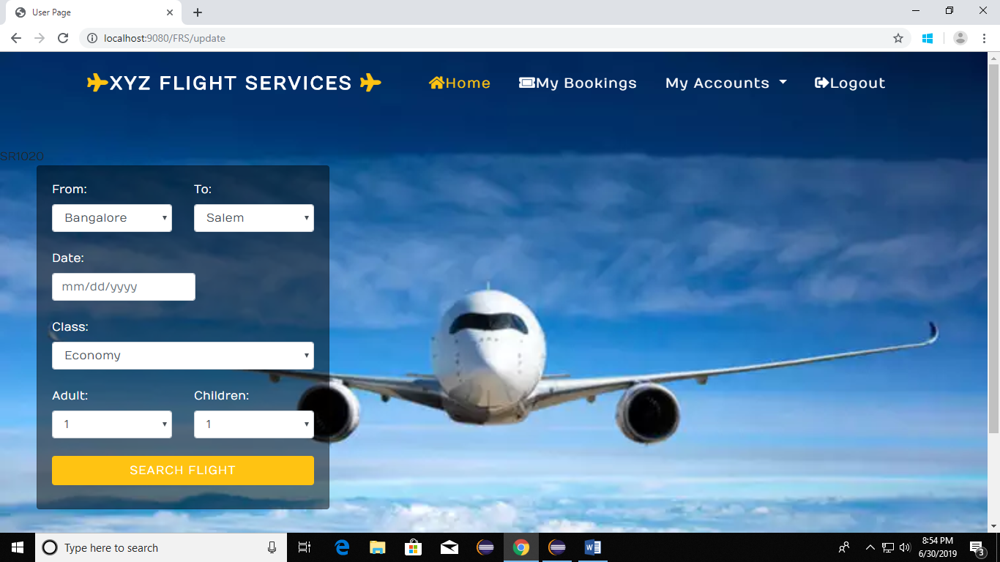 User Page
localhost:9080/FRS/update
XYZ FLIGHT SERVICES
Home
My Bookings
My Accounts
Logout
SR1020
From: To:
Bangalore Salem
Date:
mm/dd/yyyy
Class:
Economy
Adult: Children:
1 1
SEARCH FLIGHT
Type here to search
8:54 PM
6/30/2019
3